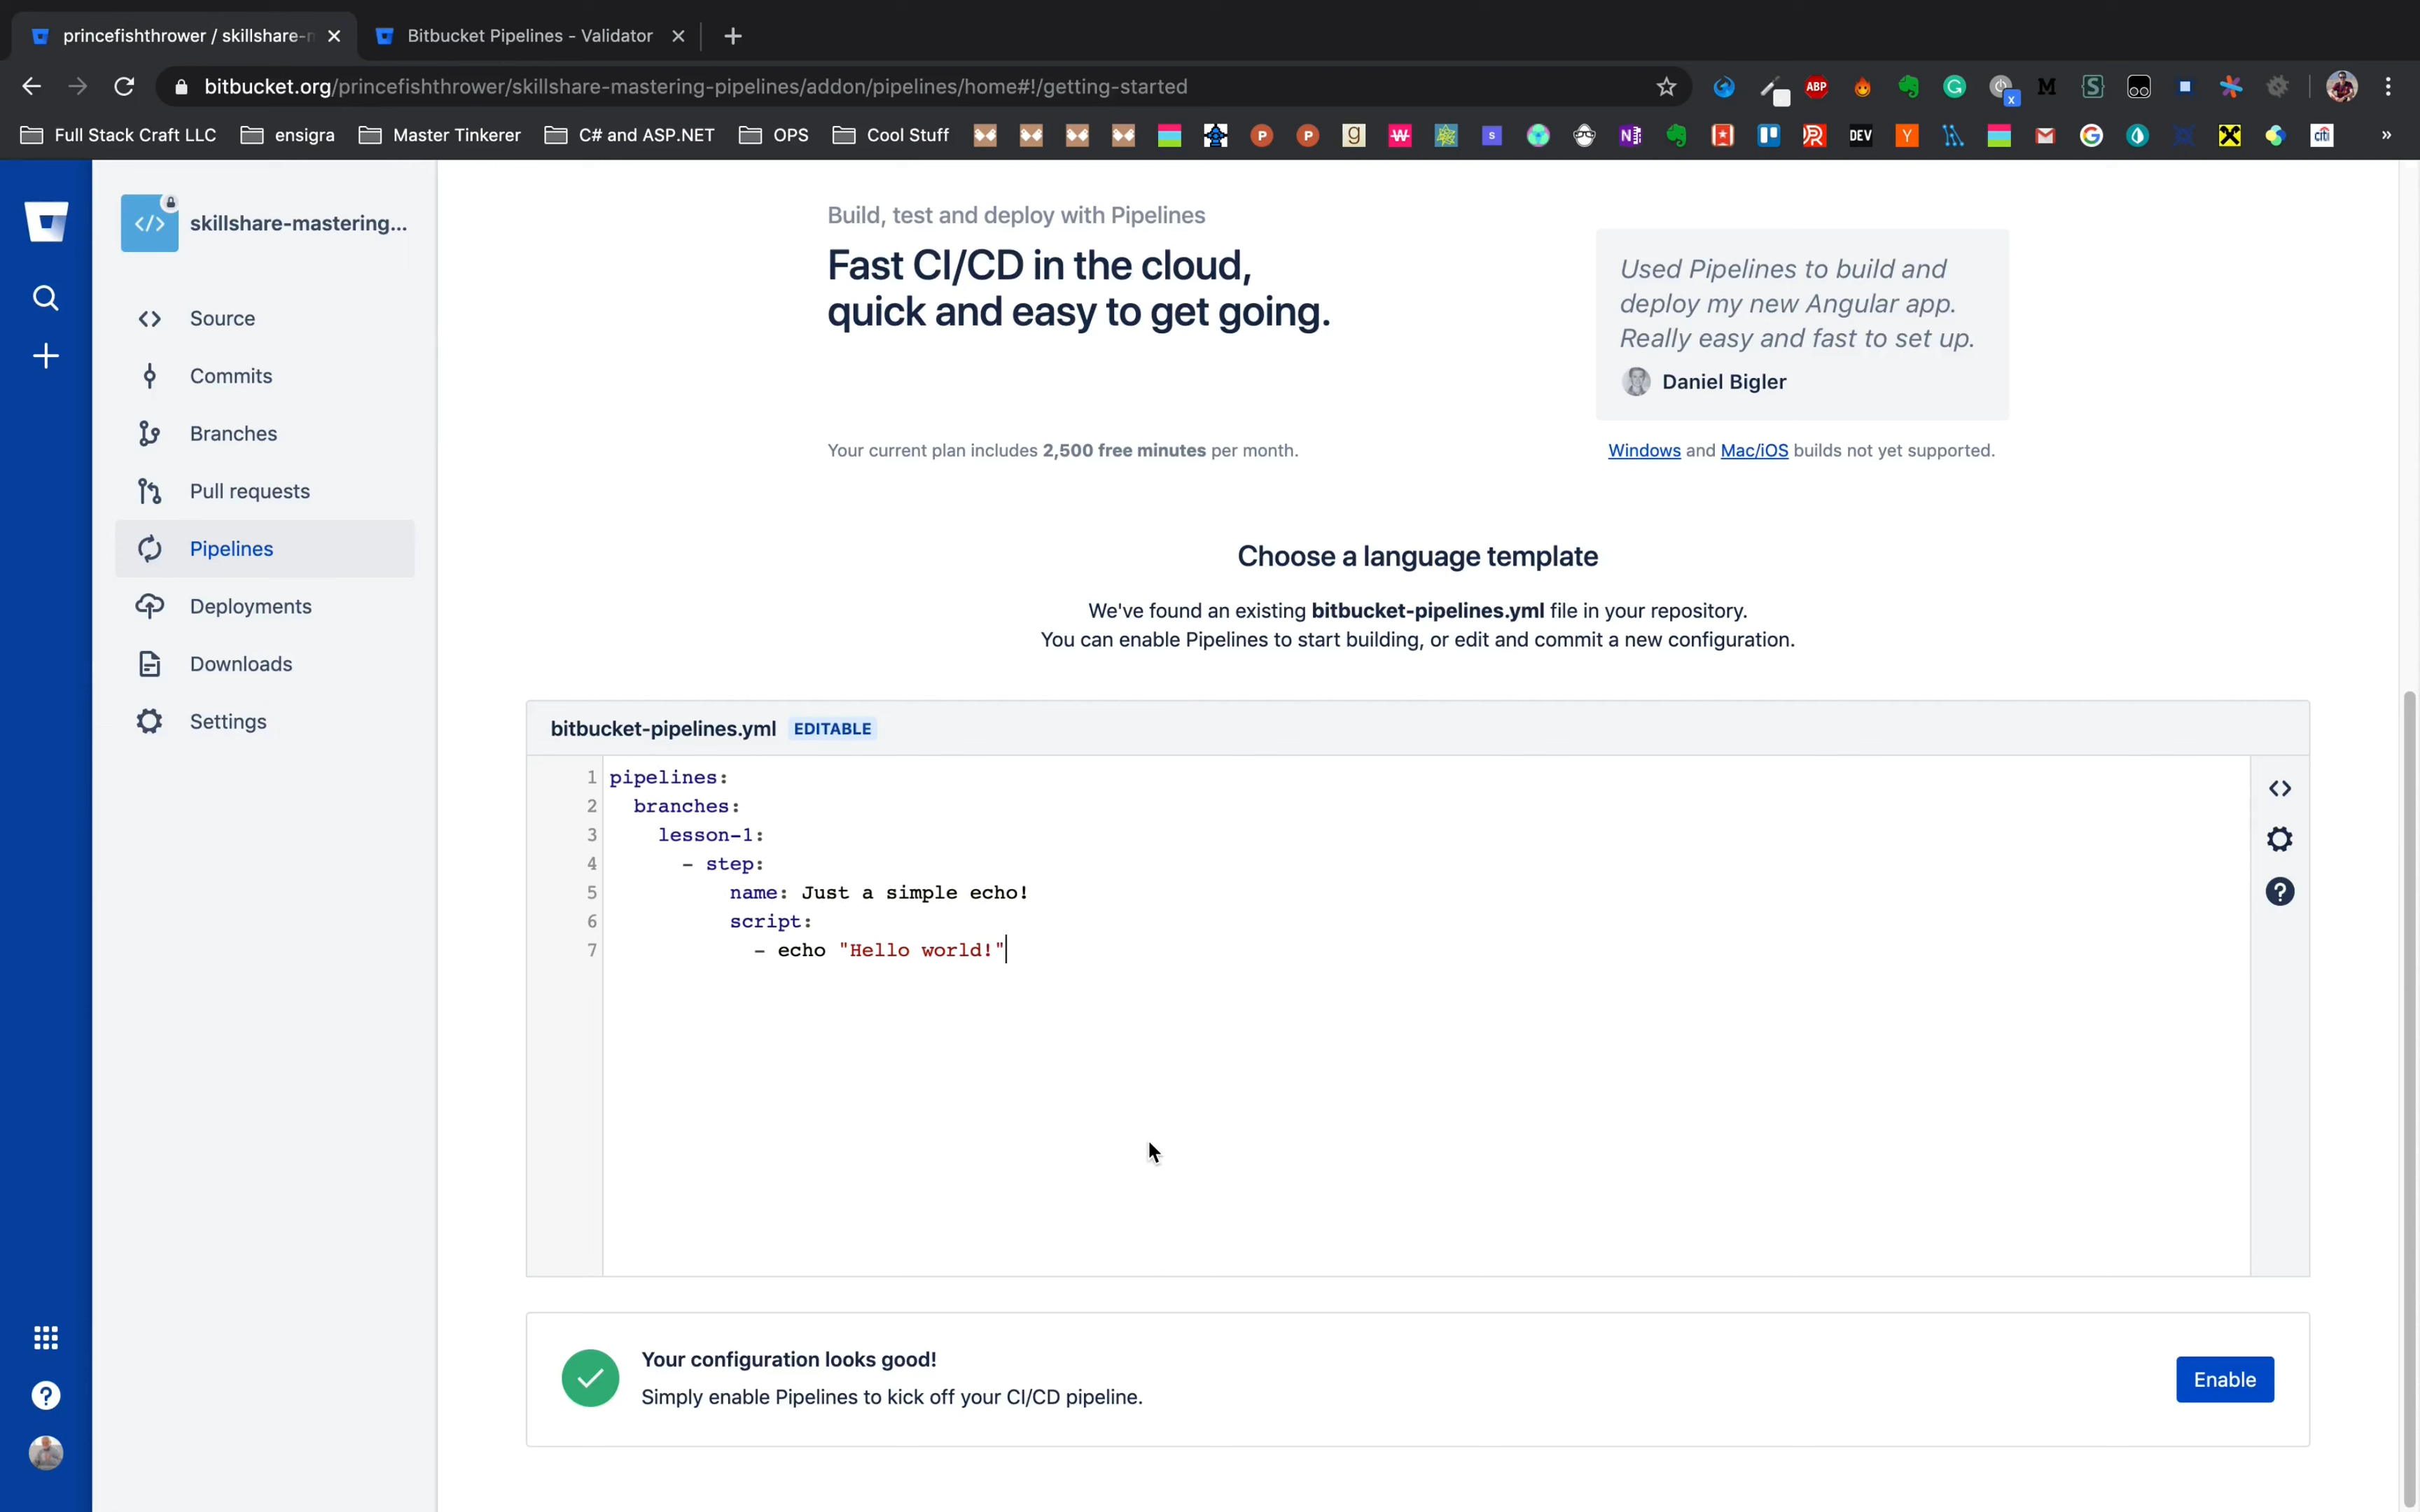 princefishthrower / skillshare-n
Bitbucket Pipelines - Validator
bitbucket.org/princefishthrower/skillshare-mastering-pipelines/addon/pipelines/home#!/getting-started
ABP
x
M
Full Stack Craft LLC
ensigra
Master Tinkerer
C# and ASP.NET
OPS
Cool Stuff
DEV
citi
»
skillshare-mastering...
Source
Commits
Branches
Pull requests
Pipelines
Deployments
Downloads
Settings
Build, test and deploy with Pipelines
Fast CI/CD in the cloud,
quick and easy to get going.
Used Pipelines to build and
deploy my new Angular app.
Really easy and fast to set up.
Daniel Bigler
Your current plan includes 2,500 free minutes per month.
Windows and Mac/iOS builds not yet supported.
Choose a language template
We've found an existing bitbucket-pipelines.yml file in your repository.
You can enable Pipelines to start building, or edit and commit a new configuration.
bitbucket-pipelines.yml EDITABLE
1 pipelines:
2 branches:
3 lesson-1:
4 - step:
5 name: Just a simple echo!
6 script:
7 - echo "Hello world!"
Your configuration looks good!
Simply enable Pipelines to kick off your CI/CD pipeline.
Enable